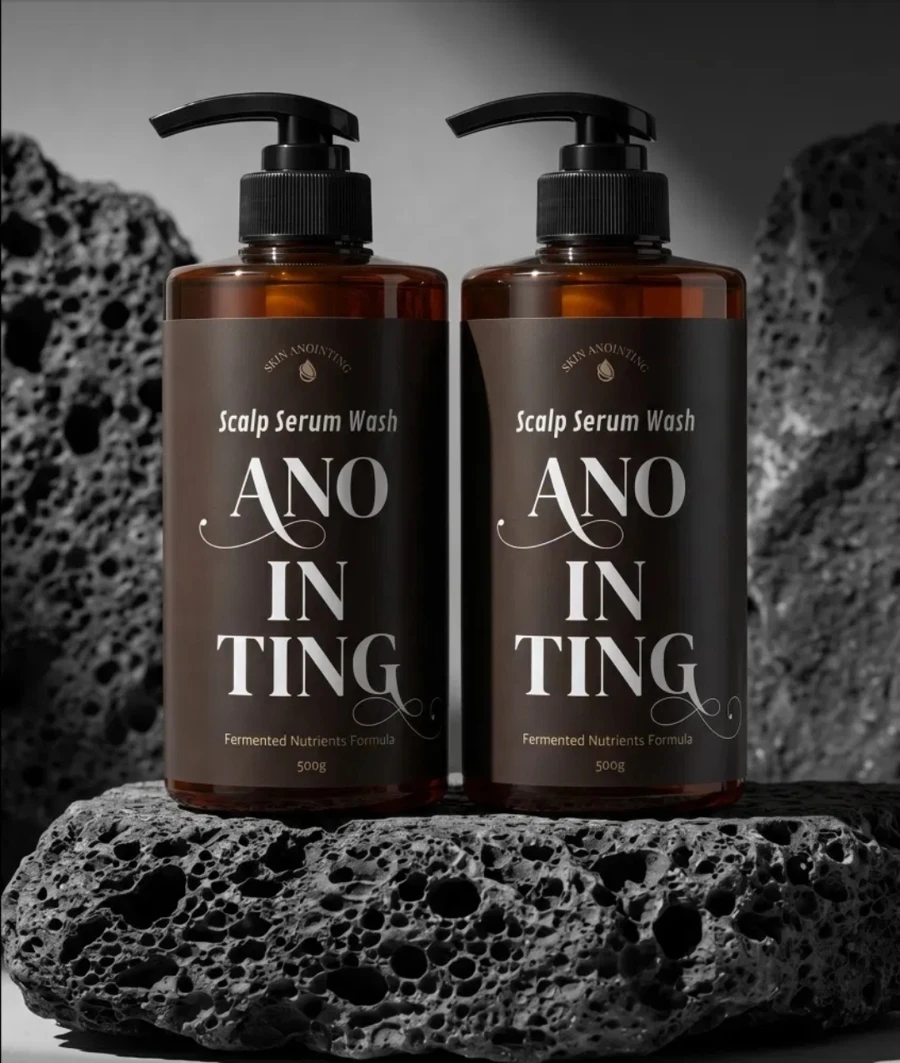 SKIN ANOINTING
Scalp Serum Wash
ANO
IN
TING
Fermented Nutrients Formula
500g
SKIN ANOINTING
Scalp Serum Wash
ANO
IN
TING
Fermented Nutrients Formula
500g